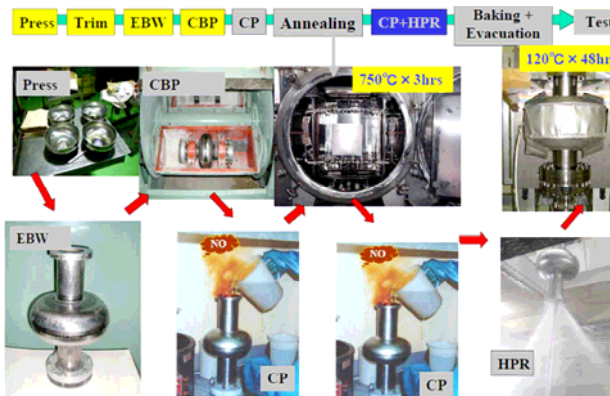 Press
Trim
EBW
CBP
CP
Annealing
CP+HPR
Baking +
Evacuation
Test
Press
CBP
750℃ × 3hrs
120℃ × 48hrs
EBW
NO
CP
NO
CP
HPR